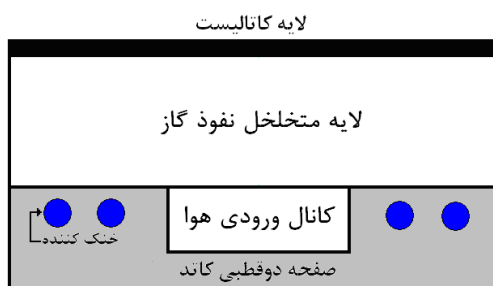 لایه کاتالیست
لایه متخلخل نفوذ گاز
کانال ورودی هوا
خنک کننده
صفحه دوقطبی کاتد